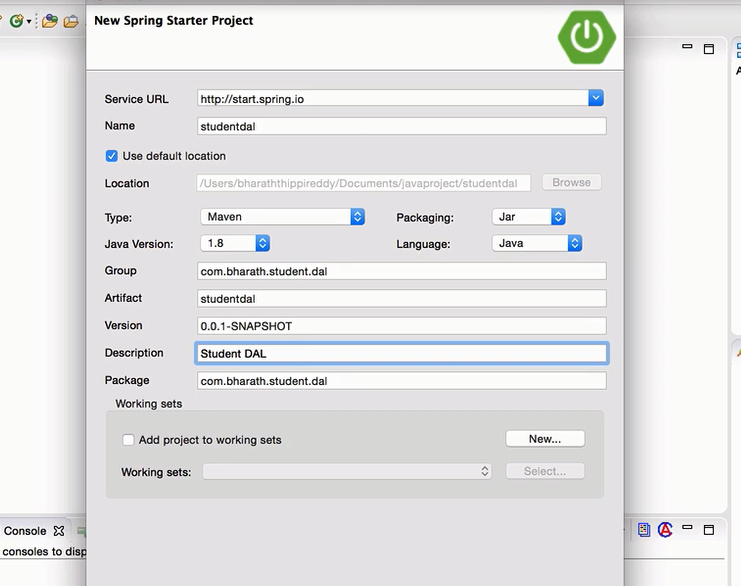 New Spring Starter Project
Service URL http://start.spring.io
Name studentdal
Use default location
Location /Users/bharaththippireddy/Documents/javaproject/studentdal Browse
Type: Maven Packaging: Jar
Java Version: 1.8 Language: Java
Group com.bharath.student.dal
Artifact studentdal
Version 0.0.1-SNAPSHOT
Description Student DAL
Package com.bharath.student.dal
Working sets
Add project to working sets New...
Working sets: Select...
Console
consoles to disp